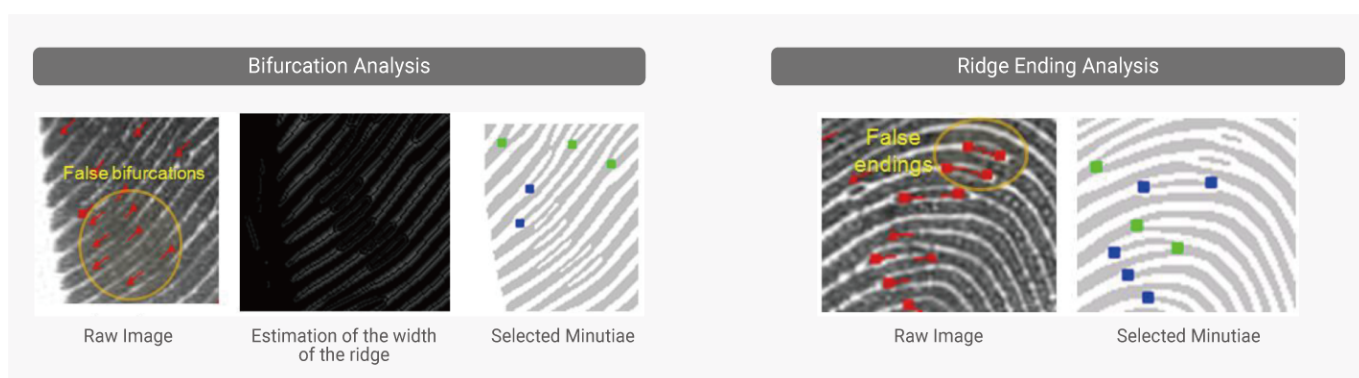 Bifurcation Analysis
False bifurcations
Raw Image
Estimation of the width
of the ridge
Selected Minutiae
Ridge Ending Analysis
False
endings
Raw Image
Selected Minutiae